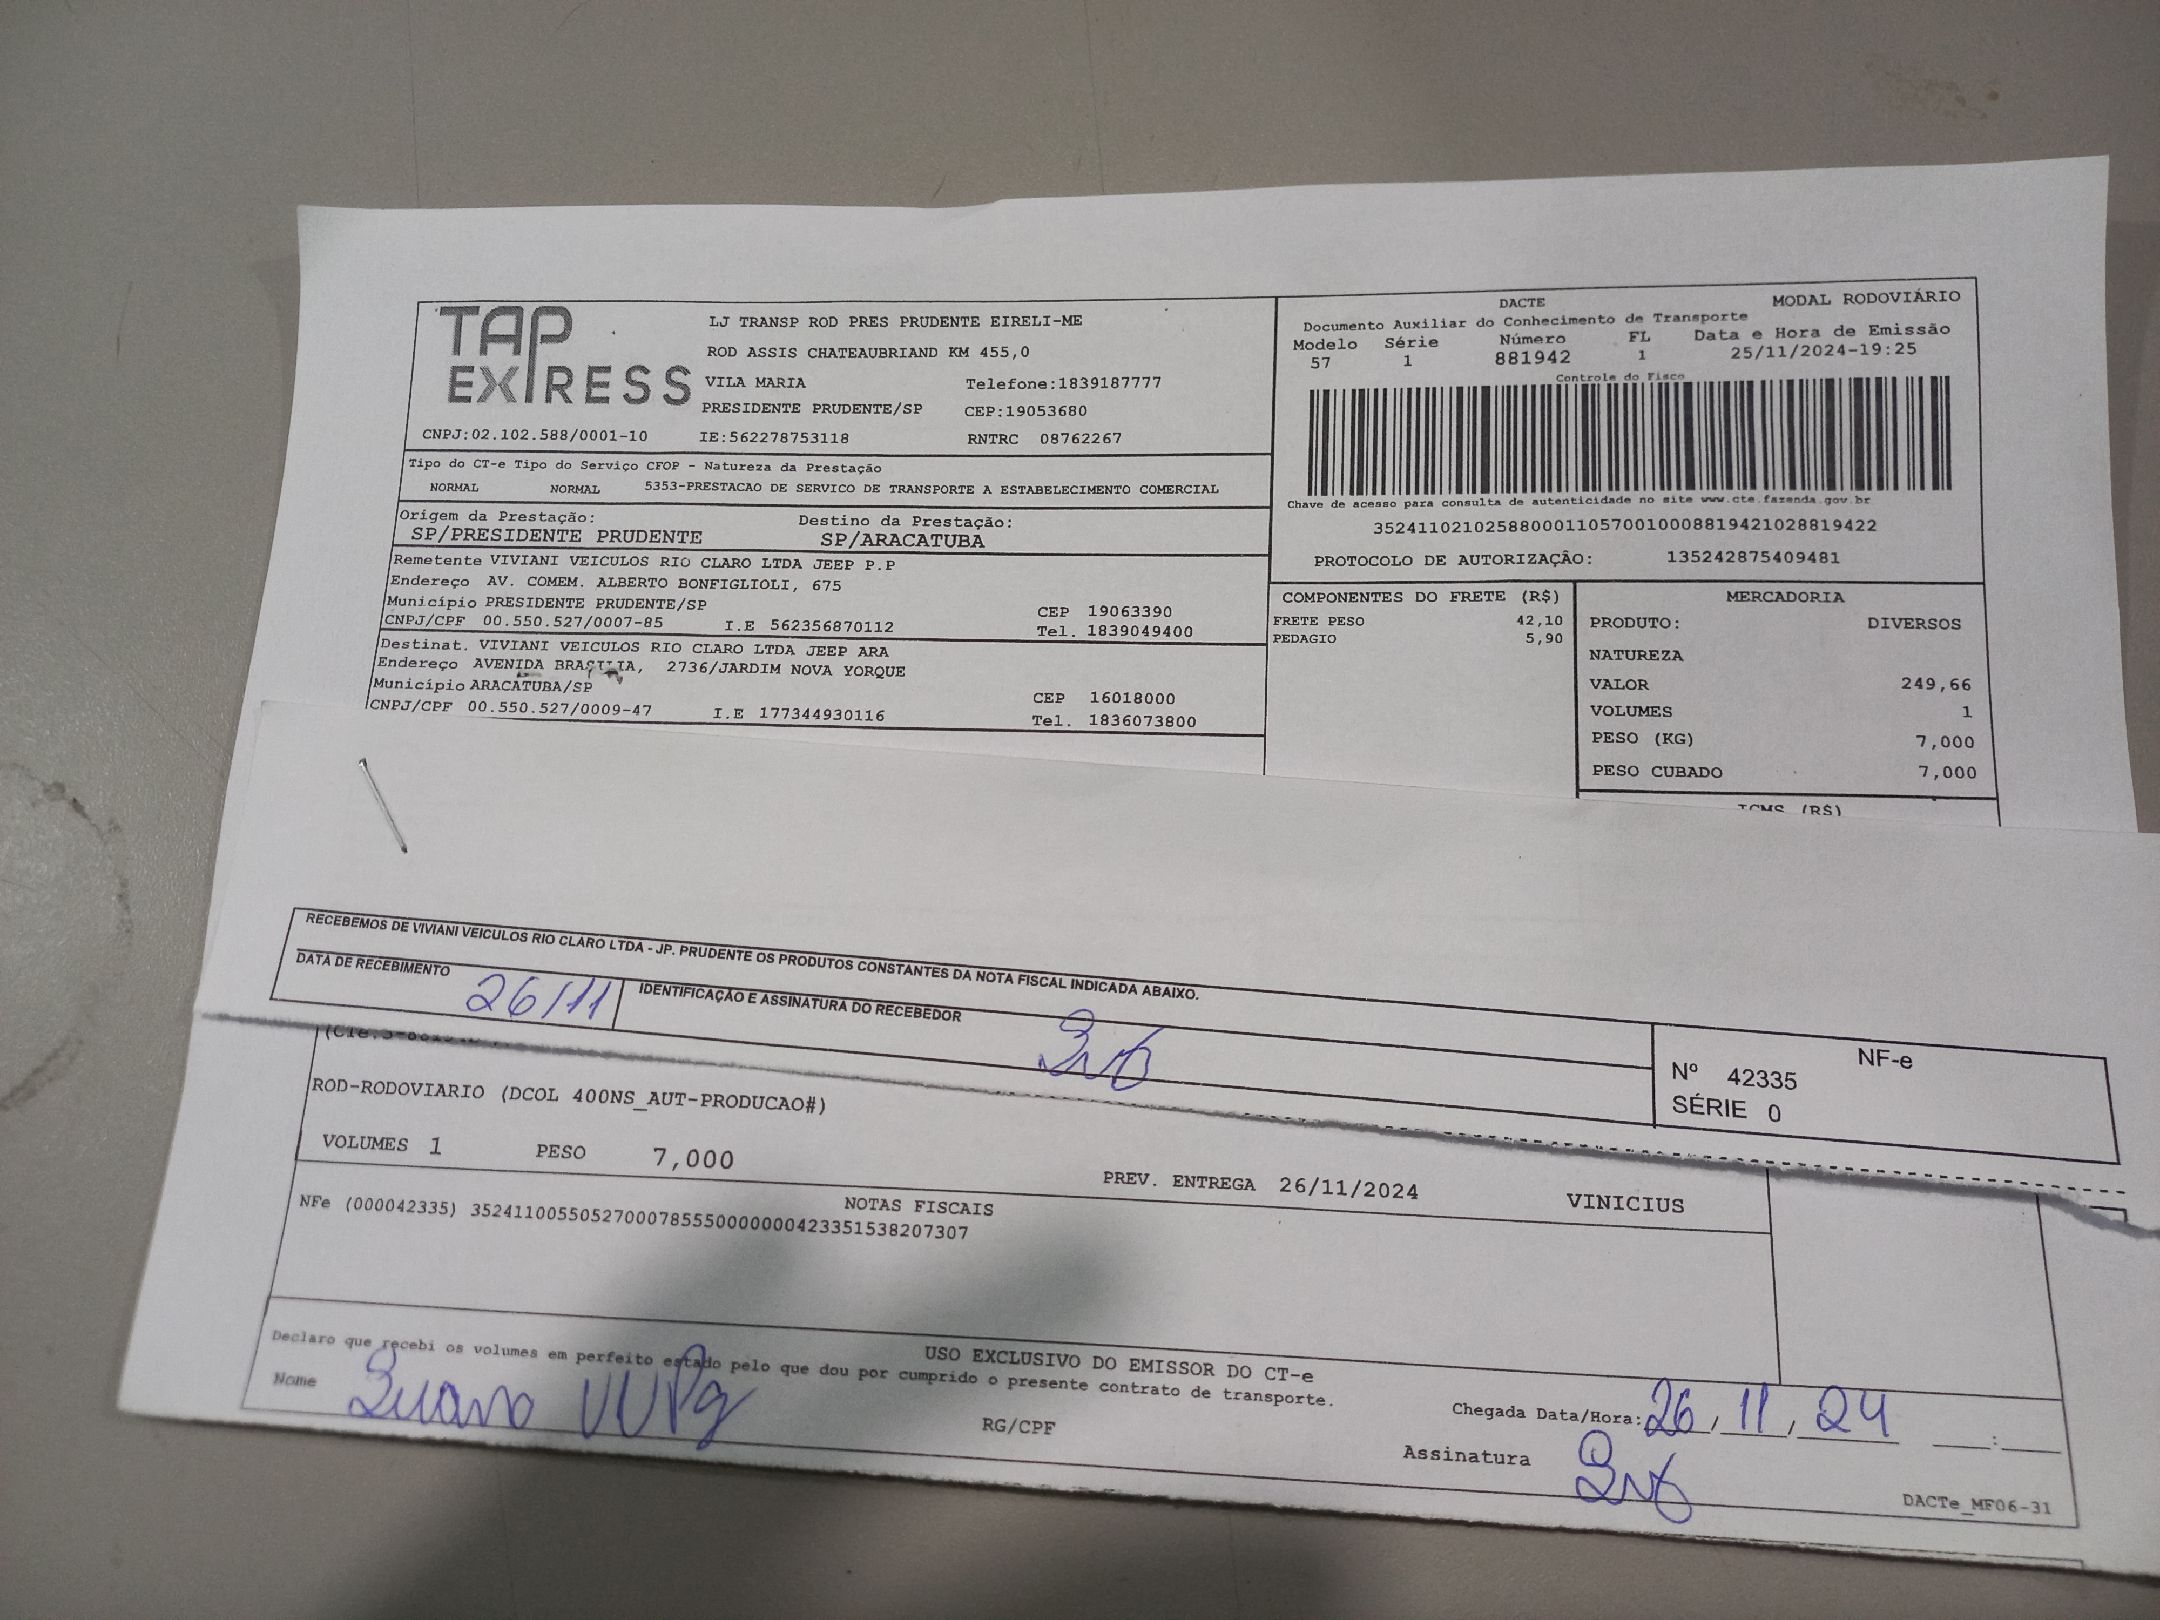 TAP EXPRESS
LJ TRANSP ROD PRES PRUDENTE EIRELI-ME
ROD ASSIS CHATEAUBRIAND KM 455,0
VILA MARIA Telefone:1839187777
PRESIDENTE PRUDENTE/SP CEP:19053680
CNPJ:02.102.588/0001-10 IE:562278753118 RNTRC 08762267
Tipo do CT-e Tipo do Serviço CFOP - Natureza da Prestação
NORMAL NORMAL 5353-PRESTACAO DE SERVICO DE TRANSPORTE A ESTABELECIMENTO COMERCIAL
Origem da Prestação: Destino da Prestação:
SP/PRESIDENTE PRUDENTE SP/ARACATUBA
Remetente VIVIANI VEICULOS RIO CLARO LTDA JEEP P.P
Endereço AV. COMEM. ALBERTO BONFIGLIOLI, 675
Município PRESIDENTE PRUDENTE/SP CEP 19063390
CNPJ/CPF 00.550.527/0007-85 I.E 562356870112 Tel. 1839049400
Destinat. VIVIANI VEICULOS RIO CLARO LTDA JEEP ARA
Endereço AVENIDA BRASILIA, 2736/JARDIM NOVA YORQUE
Município ARACATUBA/SP CEP 16018000
CNPJ/CPF 00.550.527/0009-47 I.E 177344930116 Tel. 1836073800
DACTE MODAL RODOVIÁRIO
Documento Auxiliar do Conhecimento de Transporte
Modelo Série Número FL Data e Hora de Emissão
57 1 881942 1 25/11/2024-19:25
Controle do Fisco
Chave de acesso para consulta de autenticidade no site www.cte.fazenda.gov.br
35241102102588000110570010008819421028819422
PROTOCOLO DE AUTORIZAÇÃO: 135242875409481
COMPONENTES DO FRETE (R$)
FRETE PESO 42,10
PEDAGIO 5,90
MERCADORIA
PRODUTO: DIVERSOS
NATUREZA
VALOR 249,66
VOLUMES 1
PESO (KG) 7,000
PESO CUBADO 7,000
ICMS (R$)
RECEBEMOS DE VIVIANI VEICULOS RIO CLARO LTDA - JP. PRUDENTE OS PRODUTOS CONSTANTES DA NOTA FISCAL INDICADA ABAIXO.
DATA DE RECEBIMENTO 26/11 IDENTIFICAÇÃO E ASSINATURA DO RECEBEDOR
NF-e
Nº 42335
SÉRIE 0
ROD-RODOVIARIO (DCOL 400NS_AUT-PRODUCAO#)
VOLUMES 1 PESO 7,000 PREV. ENTREGA 26/11/2024 VINICIUS
NOTAS FISCAIS
NFe (000042335) 35241100550527000785550000000423351538207307
USO EXCLUSIVO DO EMISSOR DO CT-e
Declaro que recebi os volumes em perfeito estado pelo que dou por cumprido o presente contrato de transporte.
Nome RG/CPF Chegada Data/Hora: 26, 11, 24 :
Assinatura
DACTe_MF06-31